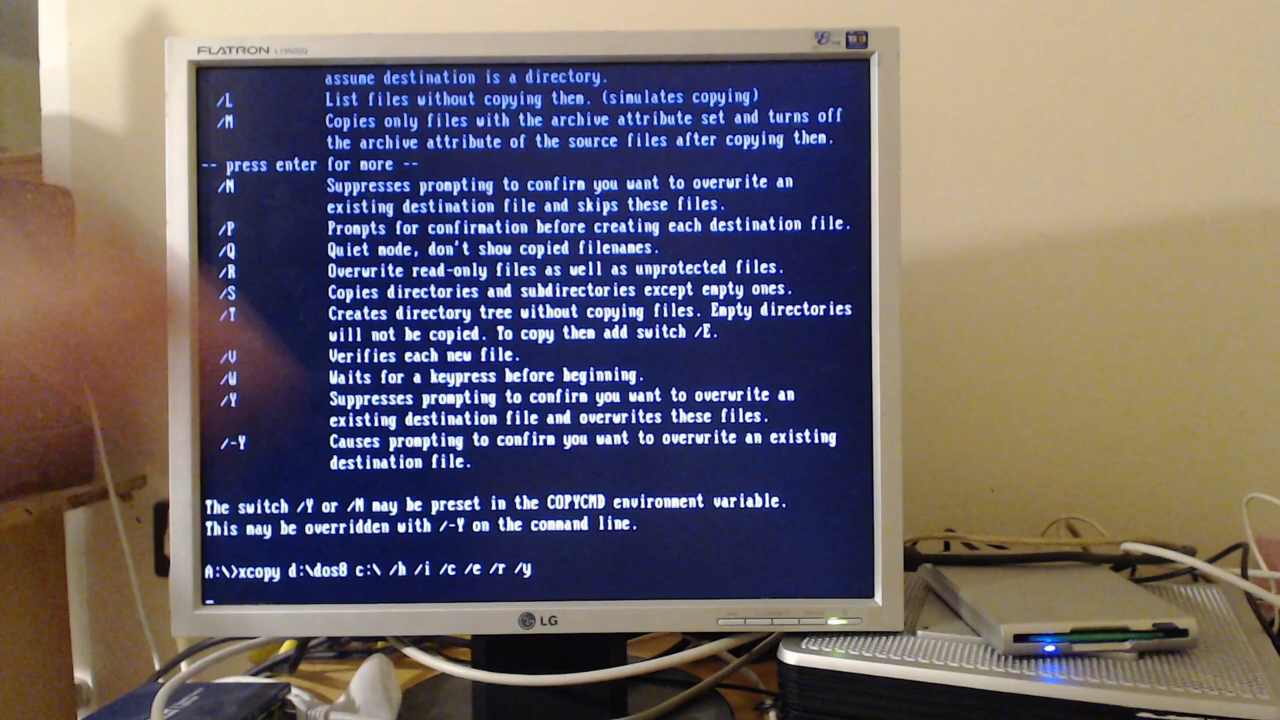 FLATRON
assume destination is a directory.
/L List files without copying them. (simulates copying)
/M Copies only files with the archive attribute set and turns off
the archive attribute of the source files after copying them.
-- press enter for more --
/N Suppresses prompting to confirm you want to overwrite an
existing destination file and skips these files.
/P Prompts for confirmation before creating each destination file.
/Q Quiet mode, don't show copied filenames.
/R Overwrite read-only files as well as unprotected files.
/S Copies directories and subdirectories except empty ones.
/T Creates directory tree without copying files. Empty directories
will not be copied. To copy them add switch /E.
/V Verifies each new file.
/W Waits for a keypress before beginning.
/Y Suppresses prompting to confirm you want to overwrite an
existing destination file and overwrites these files.
/-Y Causes prompting to confirm you want to overwrite an existing
destination file.
The switch /Y or /N may be preset in the COPYCMD environment variable.
This may be overridden with /-Y on the command line.
A:\>xcopy d:\dos8 c:\ /h /i /c /e /r /y
LG